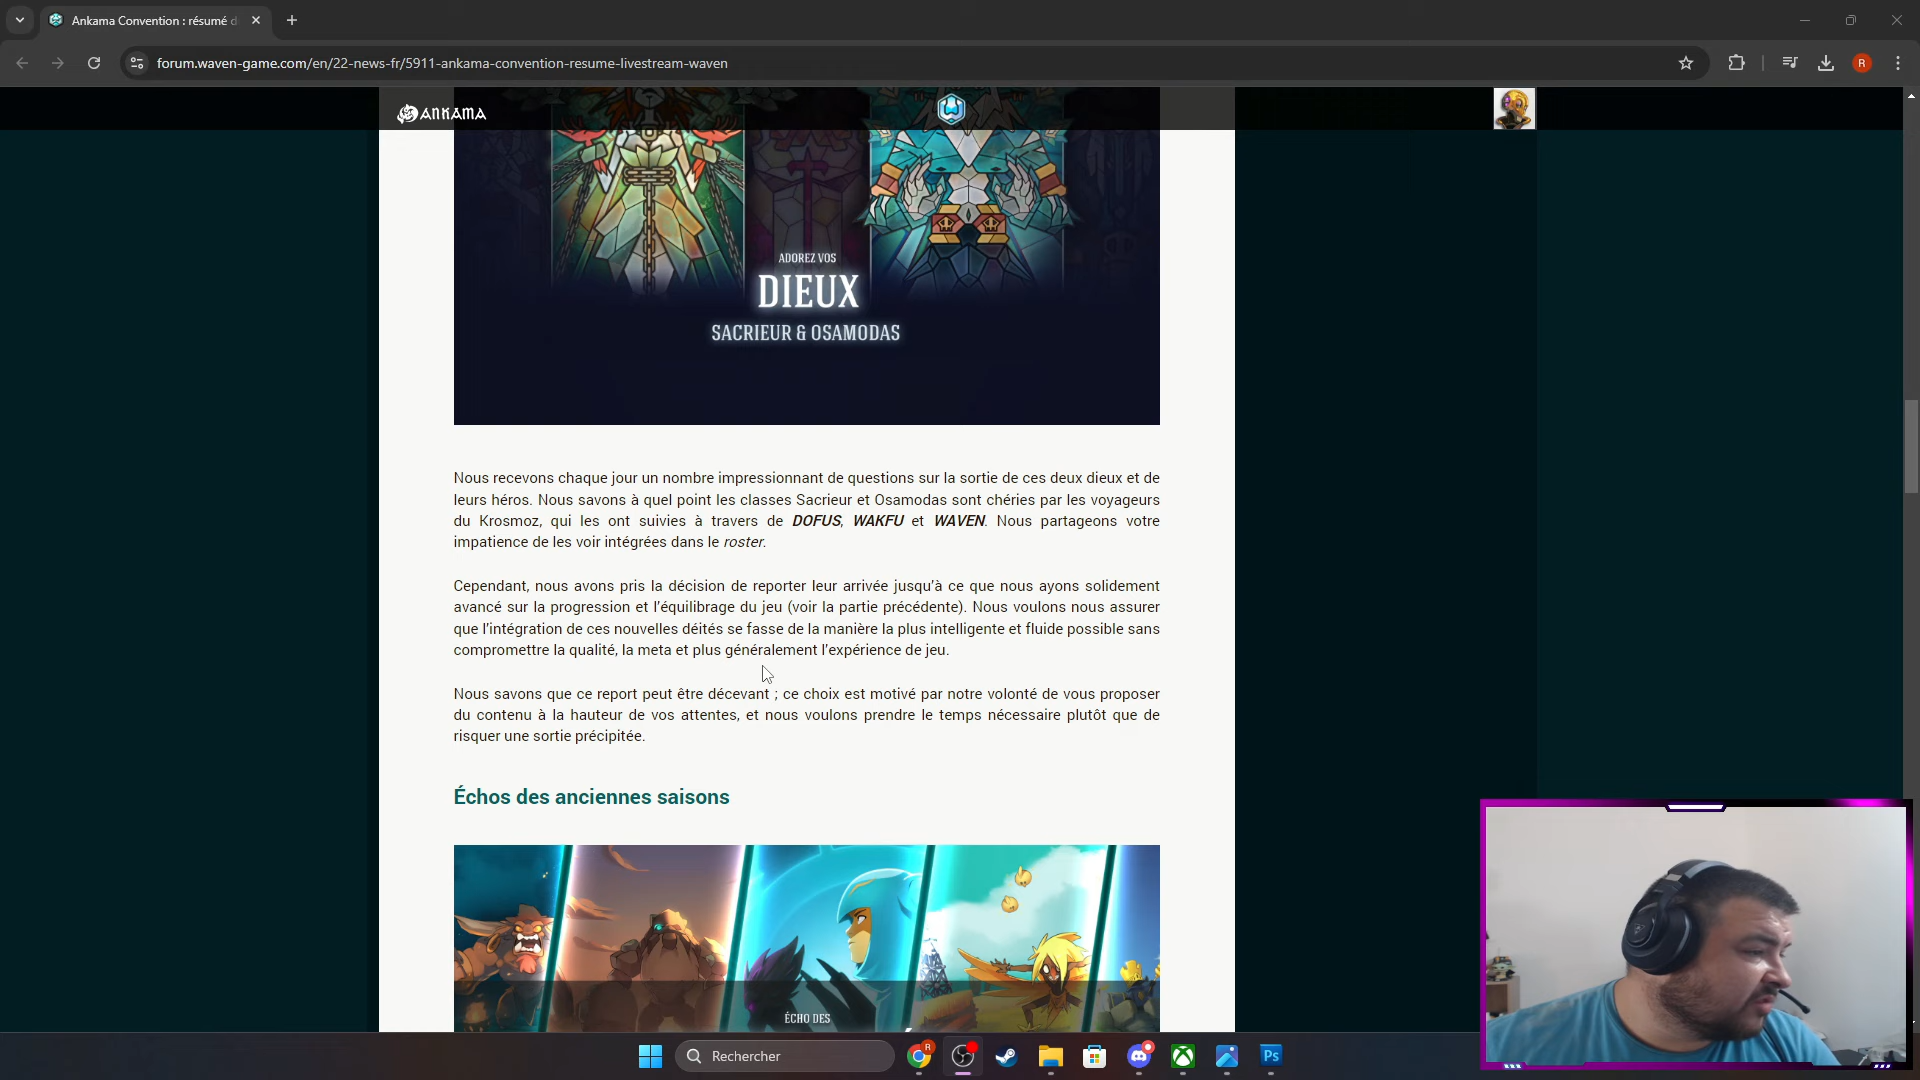 Ankama Convention : résumé d
forum.waven-game.com/en/22-news-fr/5911-ankama-convention-resume-livestream-waven
R
ANKAMA
ADOREZ VOS
DIEUX
SACRIEUR & OSAMODAS
Nous recevons chaque jour un nombre impressionnant de questions sur la sortie de ces deux dieux et de
leurs héros. Nous savons à quel point les classes Sacrieur et Osamodas sont chéries par les voyageurs
du Krosmoz, qui les ont suivies à travers de DOFUS, WAKFU et WAVEN. Nous partageons votre
impatience de les voir intégrées dans le roster.
Cependant, nous avons pris la décision de reporter leur arrivée jusqu'à ce que nous ayons solidement
avancé sur la progression et l'équilibrage du jeu (voir la partie précédente). Nous voulons nous assurer
que l'intégration de ces nouvelles déités se fasse de la manière la plus intelligente et fluide possible sans
compromettre la qualité, la meta et plus généralement l'expérience de jeu.
Nous savons que ce report peut être décevant ; ce choix est motivé par notre volonté de vous proposer
du contenu à la hauteur de vos attentes, et nous voulons prendre le temps nécessaire plutôt que de
risquer une sortie précipitée.
Échos des anciennes saisons
ÉCHO DES
Rechercher
R
Ps